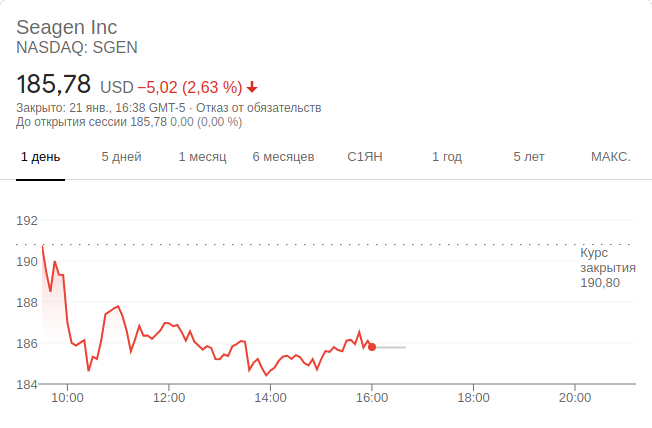 Seagen Inc
NASDAQ: SGEN
185,78 USD −5,02 (2,63 %)
Закрыто: 21 янв., 16:38 GMT-5 · Отказ от обязательств
До открытия сессии 185,78 0,00 (0,00 %)
1 день 5 дней 1 месяц 6 месяцев С1ЯН 1 год 5 лет МАКС.
192
190
188
186
184
Курс
закрытия
190,80
10:00 12:00 14:00 16:00 18:00 20:00